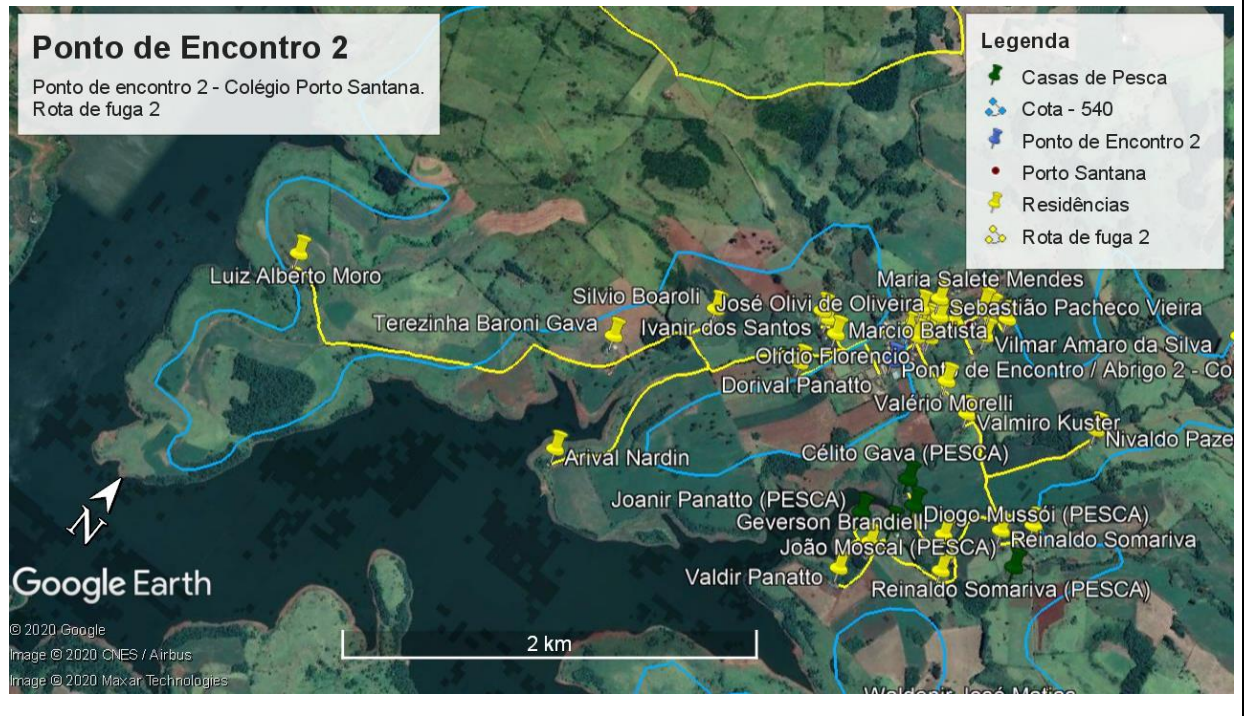 Ponto de Encontro 2
Ponto de encontro 2 - Colégio Porto Santana.
Rota de fuga 2
Legenda
Casas de Pesca
Cota - 540
Ponto de Encontro 2
Porto Santana
Residências
Rota de fuga 2
Luiz Alberto Moro
Maria Salete Mendes
Silvio Boaroli
José Olivi de Oliveira
Sebastião Pacheco Vieira
Terezinha Baroni Gava
Ivanir dos Santos
Marcio Batista
Vilmar Amaro da Silva
Olídio Florencio
Ponto de Encontro / Abrigo 2 - Co
Dorival Panatto
Valério Morelli
Valmiro Kuster
Nivaldo Paze
Arival Nardin
Célito Gava (PESCA)
Joanir Panatto (PESCA)
Geverson Brandiell
Diogo Mussói (PESCA)
João Moscal (PESCA)
Reinaldo Somariva
Valdir Panatto
Reinaldo Somariva (PESCA)
N
Google Earth
© 2020 Google
Image © 2020 CNES / Airbus
Image © 2020 Maxar Technologies
2 km